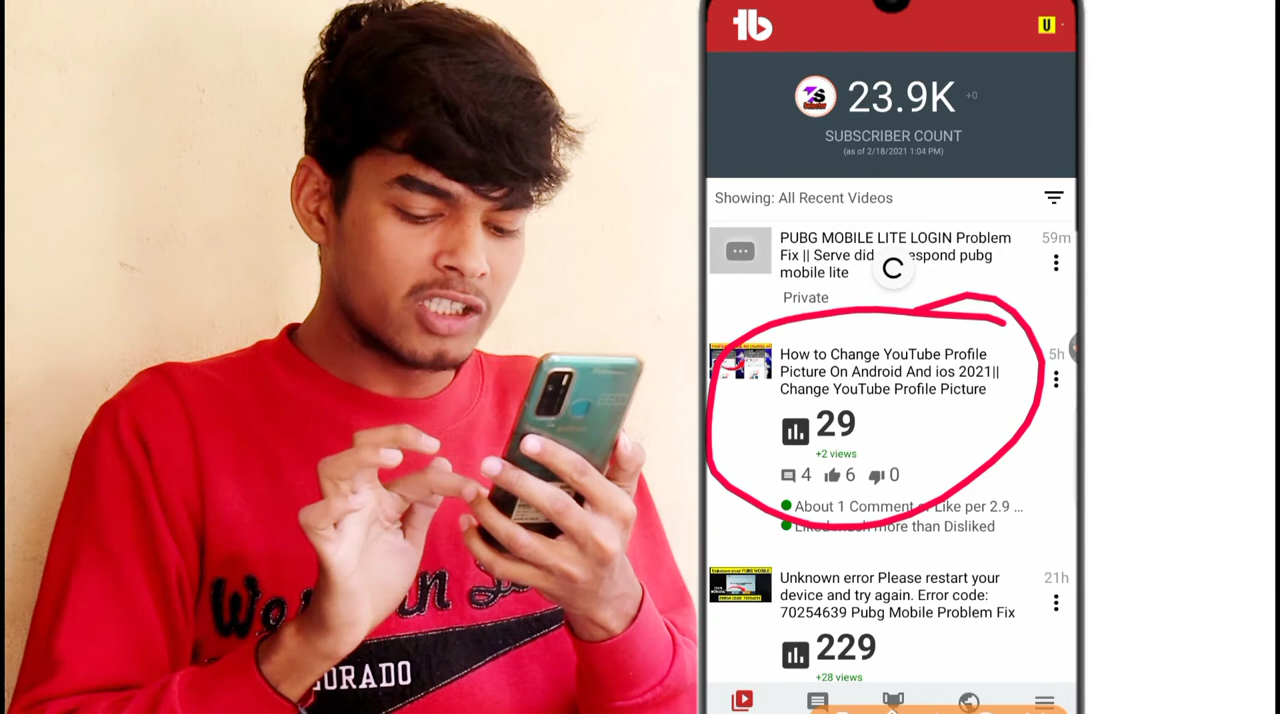 tb
U
23.9K +0
SUBSCRIBER COUNT
(as of 2/18/2021 1:04 PM)
Showing: All Recent Videos
PUBG MOBILE LITE LOGIN Problem
59m
Fix || Serve did espond pubg
mobile lite
Private
How to Change YouTube Profile
5h
Picture On Android And ios 2021||
Change YouTube Profile Picture
29
+2 views
4 6 0
About 1 Comment or Like per 2.9 ...
Liked much more than Disliked
Unknown error Please restart your
21h
device and try again. Error code:
70254639 Pubg Mobile Problem Fix
229
+28 views
ORADO